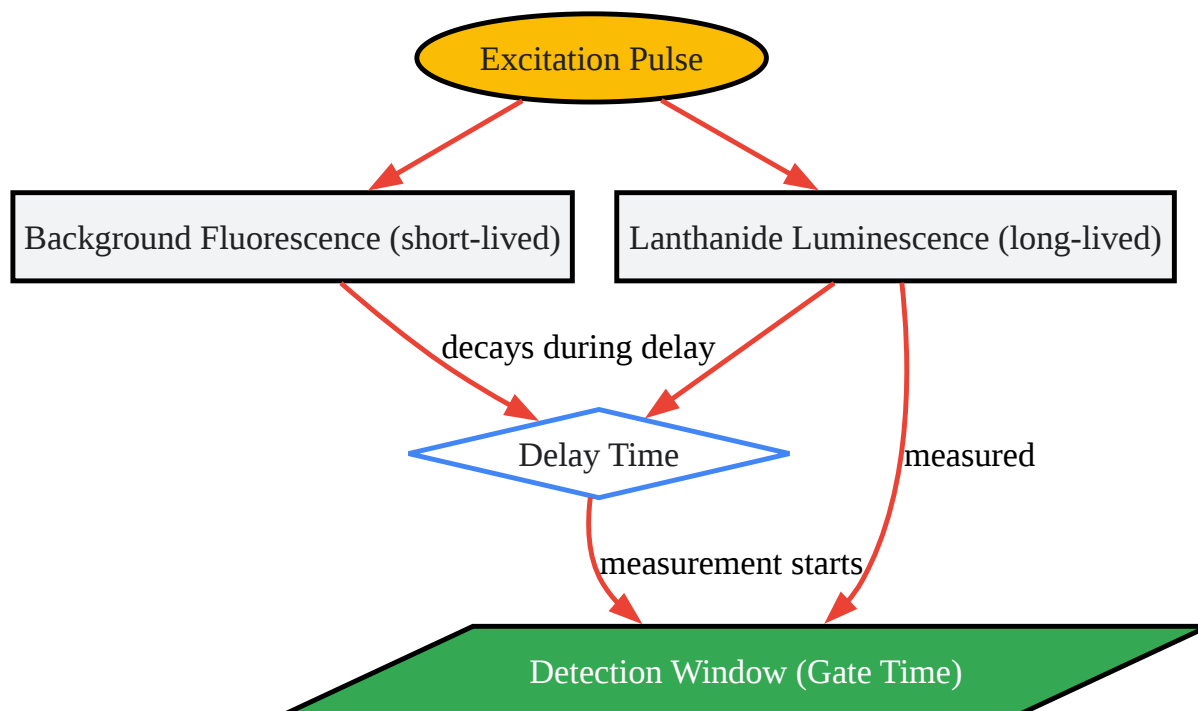 Excitation Pulse
Background Fluorescence (short-lived)
Lanthanide Luminescence (long-lived)
decays during delay
Delay Time
measured
measurement starts
Detection Window (Gate Time)